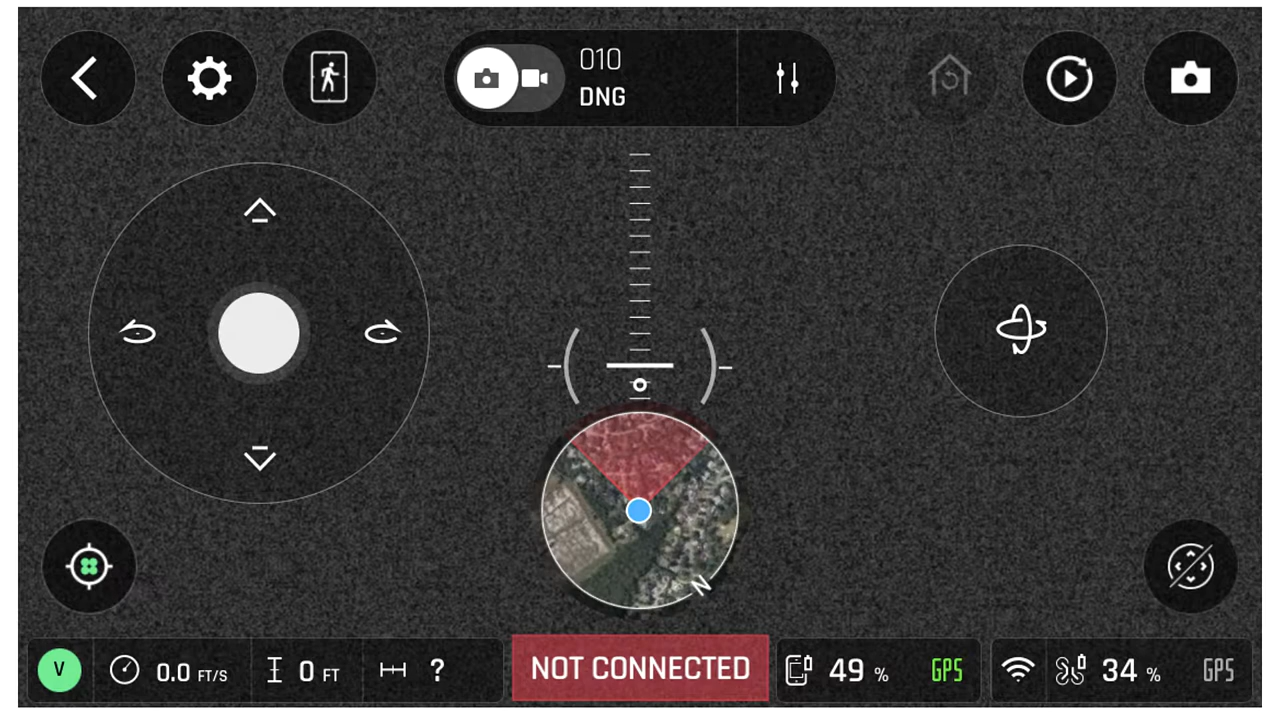 010
DNG
N
V
0.0 FT/S
0 FT
?
NOT CONNECTED
49 %
GPS
34 %
GPS